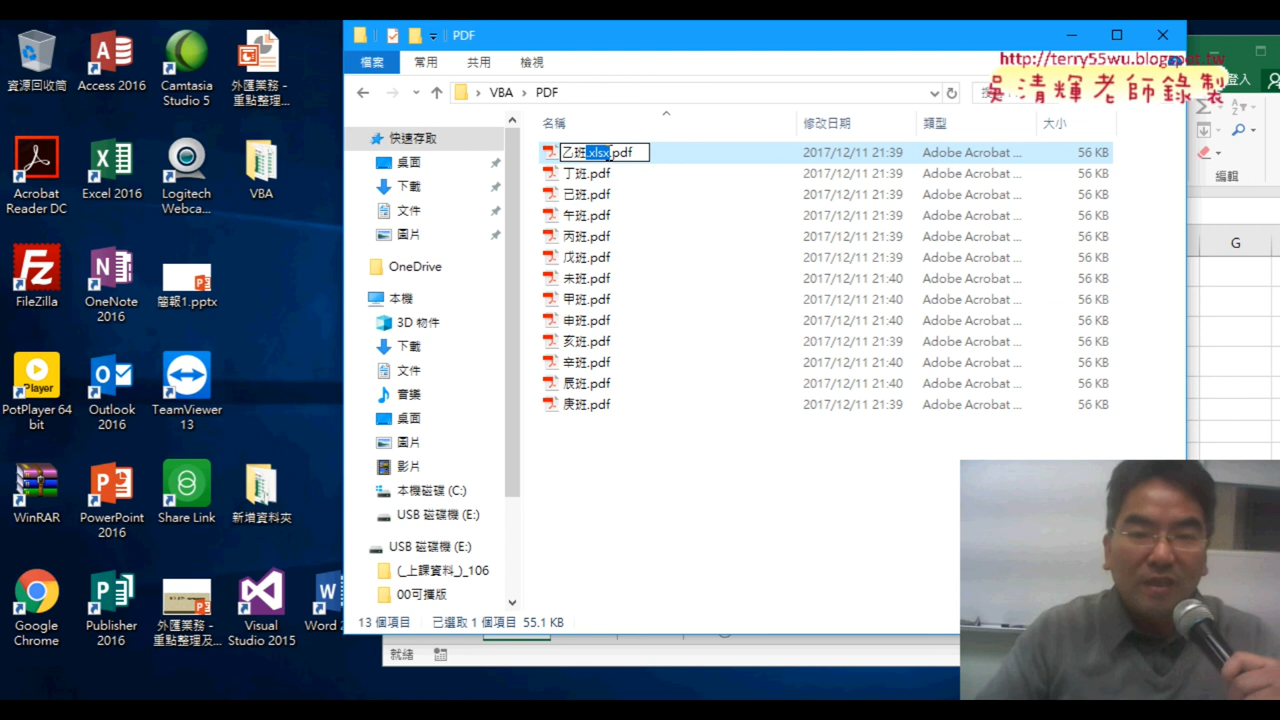 PDF
檔案 常用 共用 檢視
http://terry55wu.blogspot.tw
吳清輝老師錄製
登入
VBA › PDF
名稱 修改日期 類型 大小
乙班.xlsx.pdf 2017/12/11 21:39 Adobe Acrobat ... 56 KB
丁班.pdf 2017/12/11 21:39 Adobe Acrobat ... 56 KB
已班.pdf 2017/12/11 21:39 Adobe Acrobat ... 56 KB
午班.pdf 2017/12/11 21:39 Adobe Acrobat ... 56 KB
丙班.pdf 2017/12/11 21:39 Adobe Acrobat ... 56 KB
戊班.pdf 2017/12/11 21:39 Adobe Acrobat ... 56 KB
未班.pdf 2017/12/11 21:40 Adobe Acrobat ... 56 KB
甲班.pdf 2017/12/11 21:40 Adobe Acrobat ... 56 KB
申班.pdf 2017/12/11 21:40 Adobe Acrobat ... 56 KB
亥班.pdf 2017/12/11 21:39 Adobe Acrobat ... 56 KB
辛班.pdf 2017/12/11 21:40 Adobe Acrobat ... 56 KB
辰班.pdf 2017/12/11 21:40 Adobe Acrobat ... 56 KB
庚班.pdf 2017/12/11 21:39 Adobe Acrobat ... 56 KB
快速存取
桌面
下載
文件
圖片
OneDrive
本機
3D 物件
下載
文件
音樂
桌面
圖片
影片
本機磁碟 (C:)
USB 磁碟機 (E:)
USB 磁碟機 (E:)
(_上課資料_)_106
00可攜版
13 個項目 已選取 1 個項目 55.1 KB
就緒
編輯
G
資源回收筒
Access 2016
Camtasia Studio 5
外匯業務 - 重點整理...
Acrobat Reader DC
Excel 2016
Logitech Webca...
VBA
FileZilla
OneNote 2016
簡報1.pptx
Player
PotPlayer 64 bit
Outlook 2016
TeamViewer 13
WinRAR
PowerPoint 2016
Share Link
新增資料夾
Google Chrome
Publisher 2016
外匯業務 - 重點整理及...
Visual Studio 2015
Word